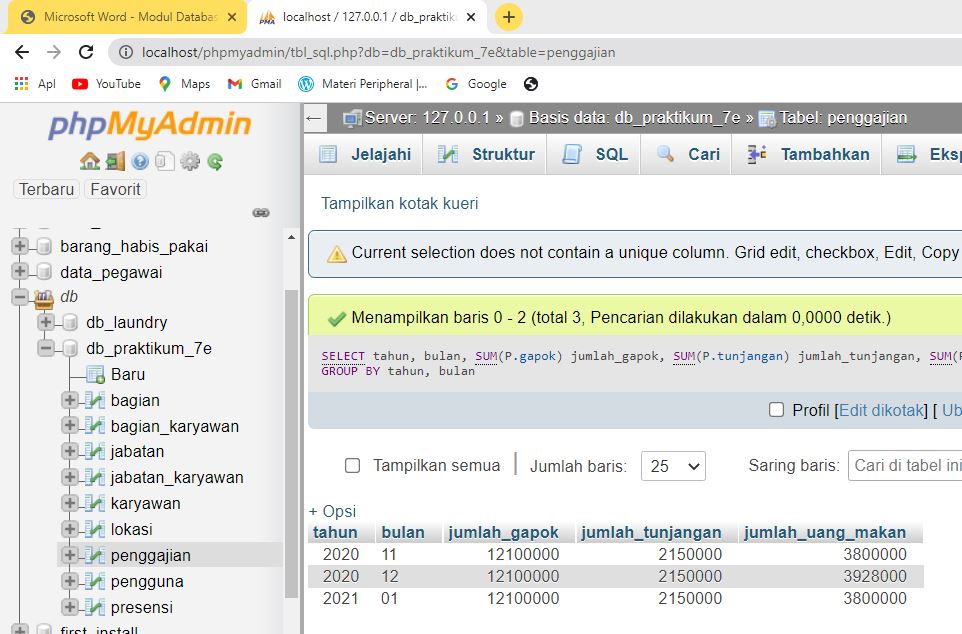 Microsoft Word - Modul Databas
localhost / 127.0.0.1 / db_praktiku
localhost/phpmyadmin/tbl_sql.php?db=db_praktikum_7e&table=penggajian
Apl YouTube Maps Gmail Materi Peripheral |... Google
phpMyAdmin
Terbaru Favorit
barang_habis_pakai
data_pegawai
db
db_laundry
db_praktikum_7e
Baru
bagian
bagian_karyawan
jabatan
jabatan_karyawan
karyawan
lokasi
penggajian
pengguna
presensi
first_install
Server: 127.0.0.1 » Basis data: db_praktikum_7e » Tabel: penggajian
Jelajahi Struktur SQL Cari Tambahkan Eksp
Tampilkan kotak kueri
Current selection does not contain a unique column. Grid edit, checkbox, Edit, Copy
Menampilkan baris 0 - 2 (total 3, Pencarian dilakukan dalam 0,0000 detik.)
SELECT tahun, bulan, SUM(P.gapok) jumlah_gapok, SUM(P.tunjangan) jumlah_tunjangan, SUM(P
GROUP BY tahun, bulan
Profil [Edit dikotak] [ Ub
Tampilkan semua | Jumlah baris: 25 Saring baris: Cari di tabel ini
+ Opsi
tahun bulan jumlah_gapok jumlah_tunjangan jumlah_uang_makan
2020 11 12100000 2150000 3800000
2020 12 12100000 2150000 3928000
2021 01 12100000 2150000 3800000